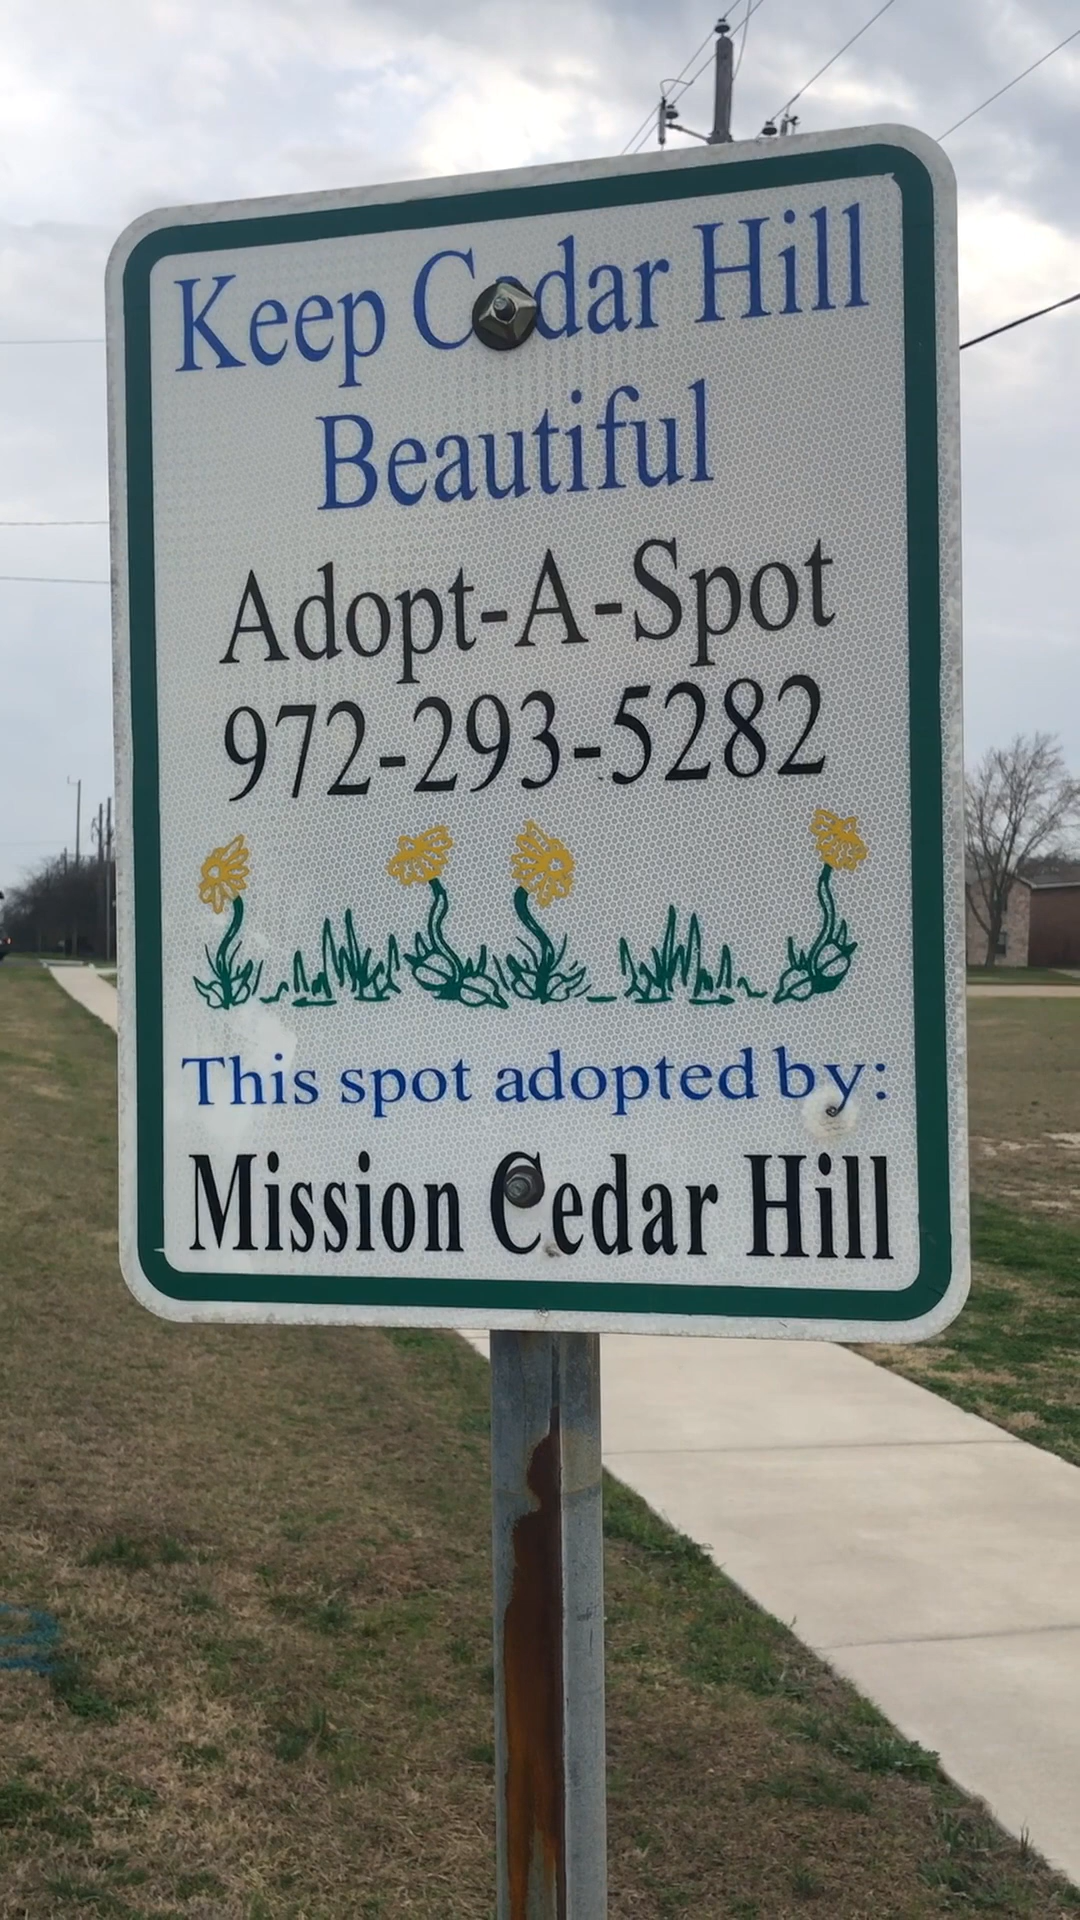 Keep Cedar Hill
Beautiful
Adopt-A-Spot
972-293-5282
This spot adopted by:
Mission Cedar Hill